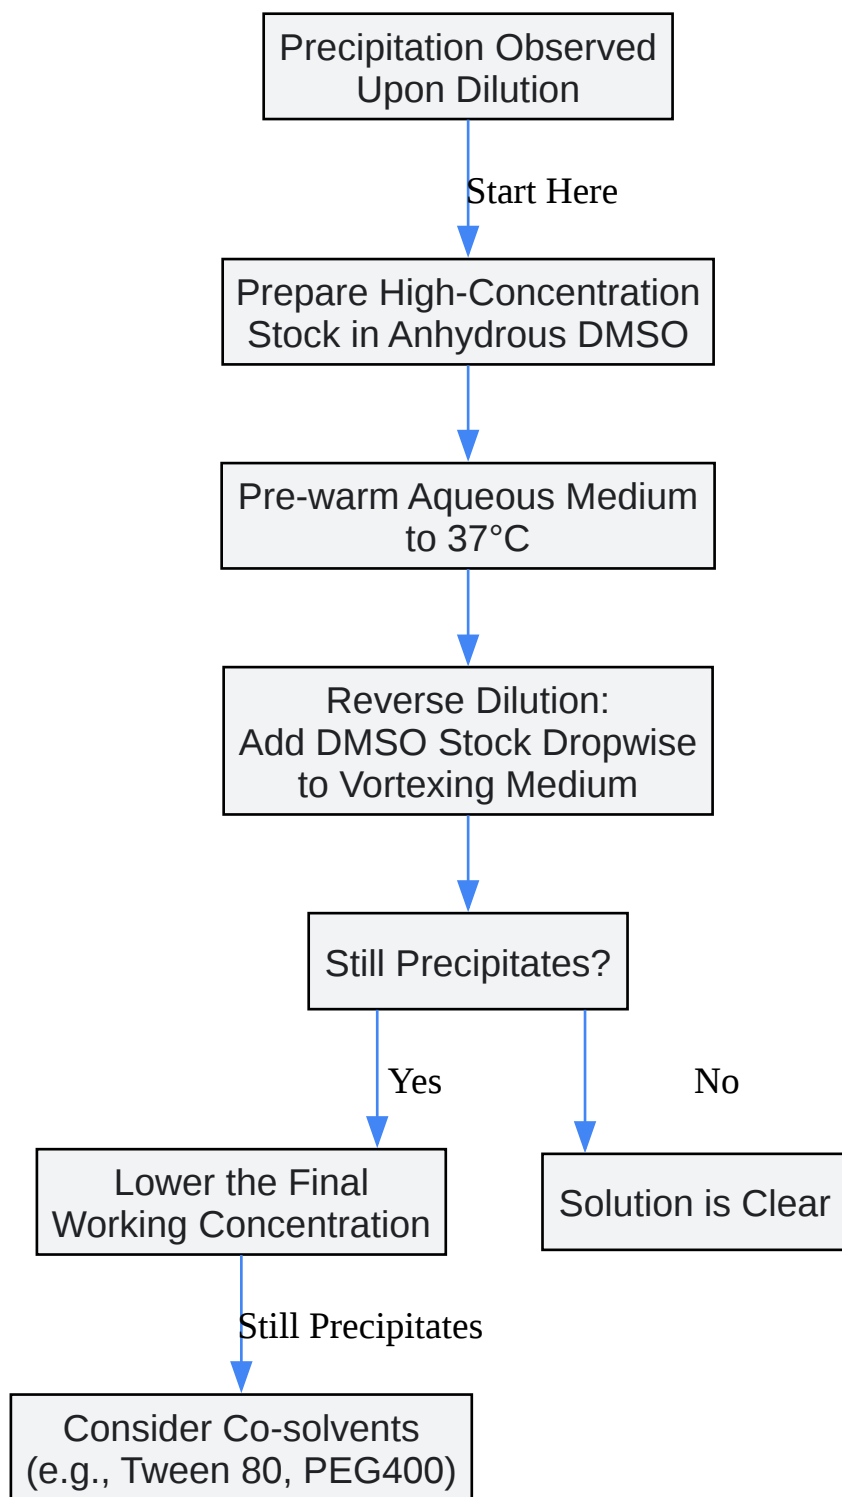 Precipitation Observed
Upon Dilution
Start Here
Prepare High-Concentration
Stock in Anhydrous DMSO
Pre-warm Aqueous Medium
to 37°C
Reverse Dilution:
Add DMSO Stock Dropwise
to Vortexing Medium
Still Precipitates?
Yes
No
Lower the Final
Working Concentration
Solution is Clear
Still Precipitates
Consider Co-solvents
(e.g., Tween 80, PEG400)